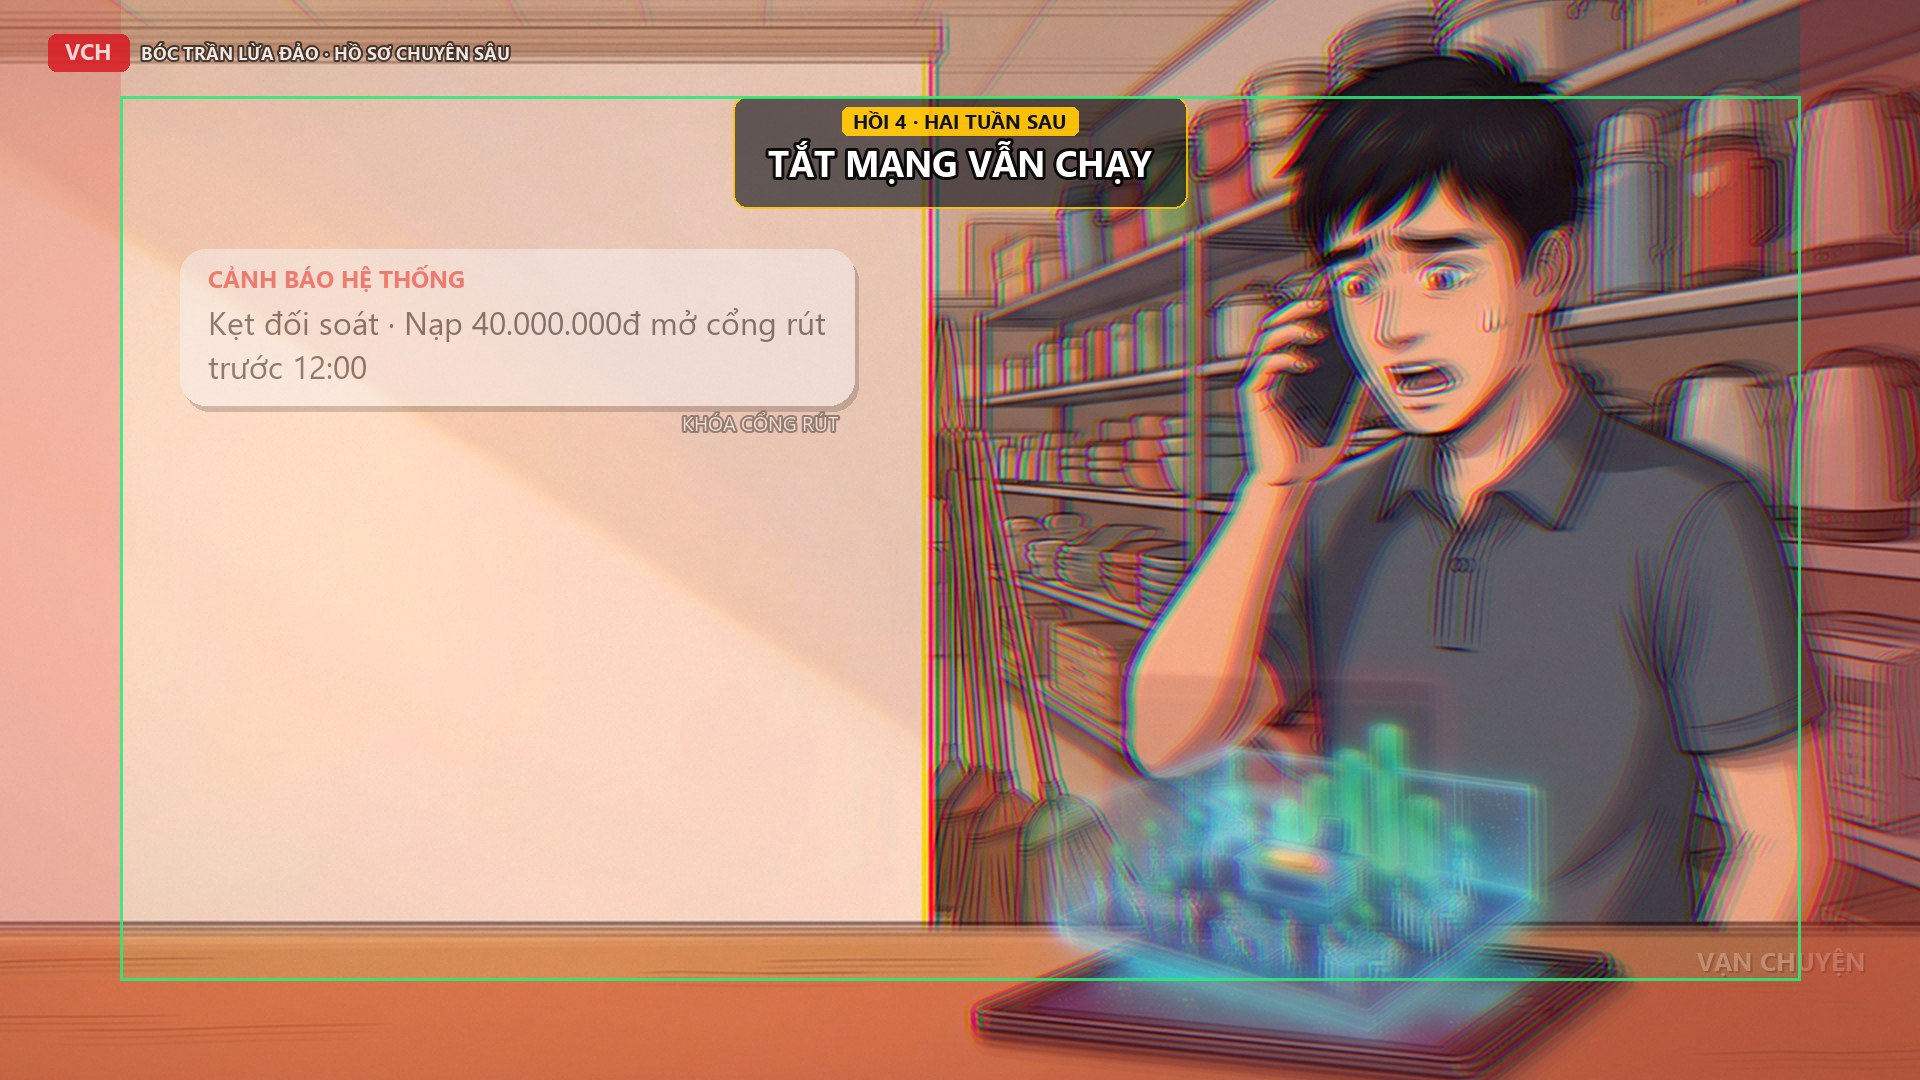 VCH
BÓC TRẦN LỪA ĐẢO · HỒ SƠ CHUYÊN SÂU
HỒI 4 · HAI TUẦN SAU
TẮT MẠNG VẪN CHẠY
CẢNH BÁO HỆ THỐNG
Kẹt đối soát · Nạp 40.000.000đ mở cổng rút
trước 12:00
KHÓA CỔNG RÚT
VẠN CHUYỆN